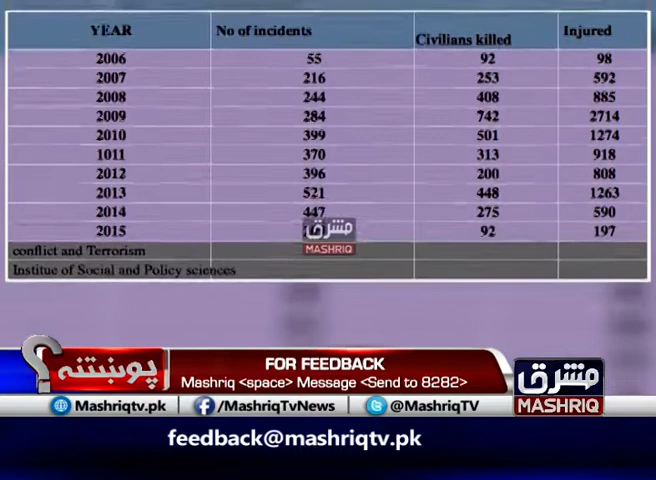 YEAR No of incidents Civilians killed Injured
2006 55 92 98
2007 216 253 592
2008 244 408 885
2009 284 742 2714
2010 399 501 1274
1011 370 313 918
2012 396 200 808
2013 521 448 1263
2014 447 275 590
2015 92 197
مشرق
MASHRIQ
conflict and Terrorism
Institue of Social and Policy sciences
پوښتنه؟
FOR FEEDBACK
Mashriq <space> Message <Send to 8282>
مشرق
MASHRIQ
Mashriqtv.pk f /MashriqTvNews @MashriqTV
feedback@mashriqtv.pk